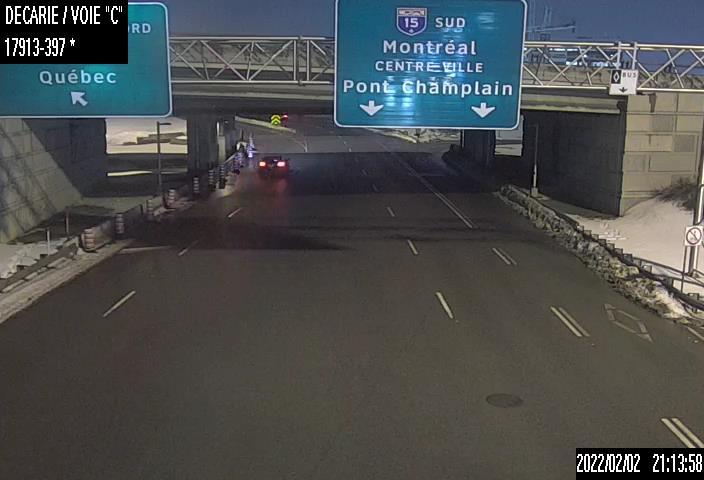 DECARIE / VOIE "C"
17913-397 *
ORD
Québec
15 SUD
Montréal
CENTRE-VILLE
Pont Champlain
BUS
2022/02/02 21:13:58